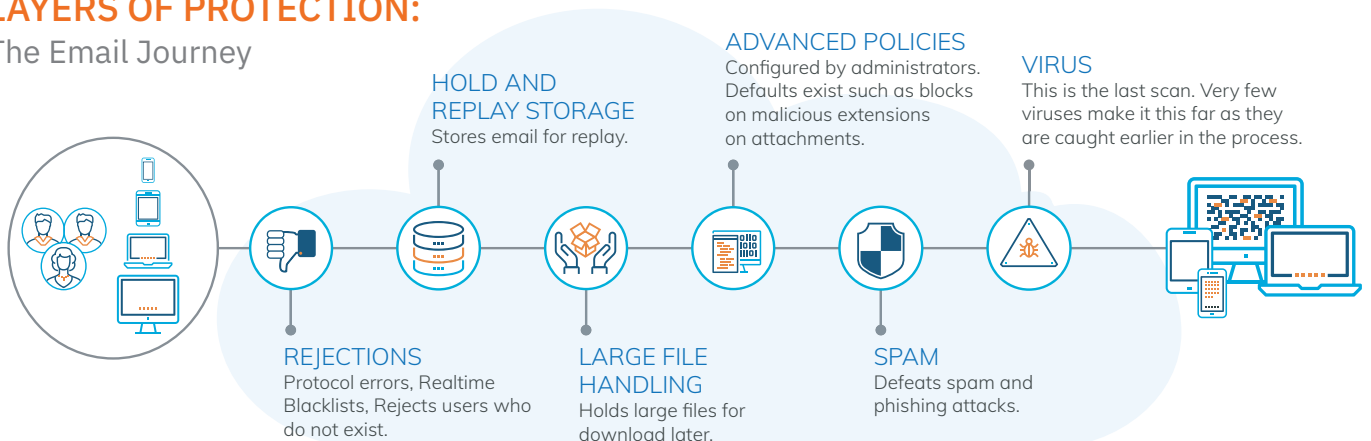 LAYERS OF PROTECTION:
The Email Journey
HOLD AND
REPLAY STORAGE
Stores email for replay.
ADVANCED POLICIES
Configured by administrators.
Defaults exist such as blocks
on malicious extensions
on attachments.
VIRUS
This is the last scan. Very few
viruses make it this far as they
are caught earlier in the process.
REJECTIONS
Protocol errors, Realtime
Blacklists, Rejects users who
do not exist.
LARGE FILE
HANDLING
Holds large files for
download later.
SPAM
Defeats spam and
phishing attacks.